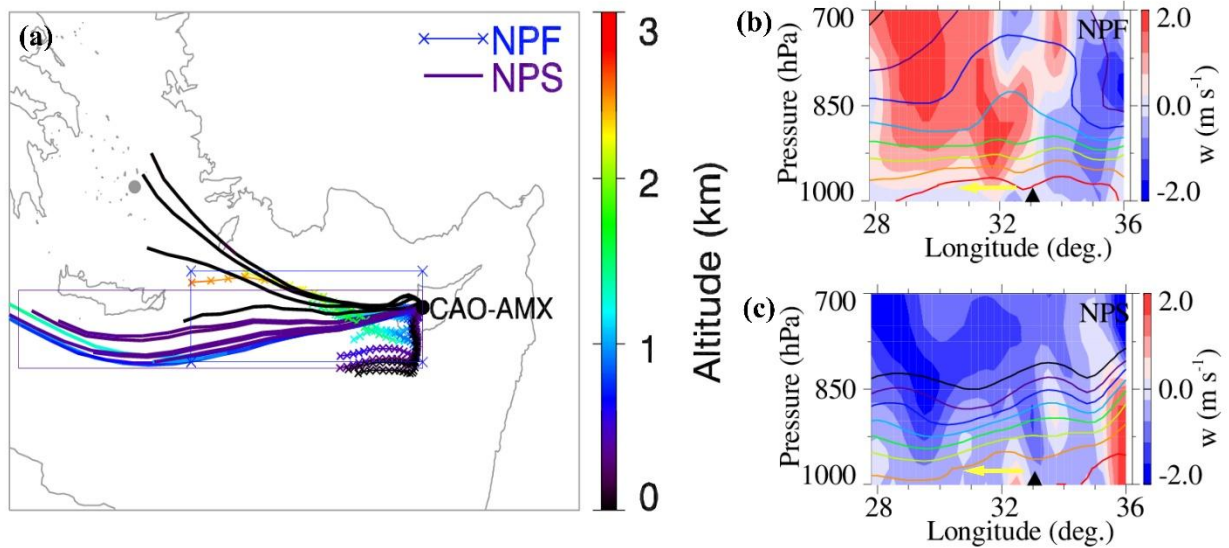 (a)
NPF
NPS
CAO-AMX
3
2
1
0
Altitude (km)
(b)
NPF
Pressure (hPa)
700
850
1000
28 32 36
Longitude (deg.)
2.0
0.0
-2.0
w (m s⁻¹)
(c)
NPS
Pressure (hPa)
700
850
1000
28 32 36
Longitude (deg.)
2.0
0.0
-2.0
w (m s⁻¹)